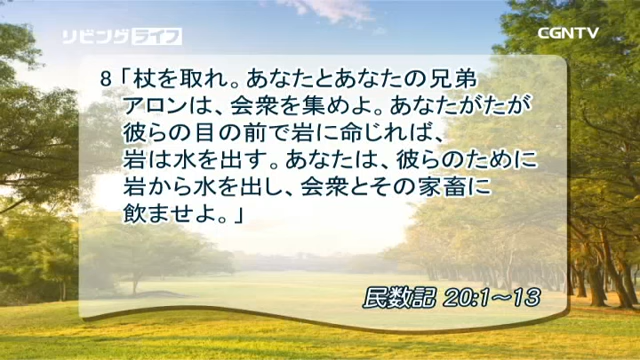 リビングライフ
CGNTV
8「杖を取れ。あなたとあなたの兄弟
アロンは、会衆を集めよ。あなたがたが
彼らの目の前で岩に命じれば、
岩は水を出す。あなたは、彼らのために
岩から水を出し、会衆とその家畜に
飲ませよ。」
民数記 20:1～13